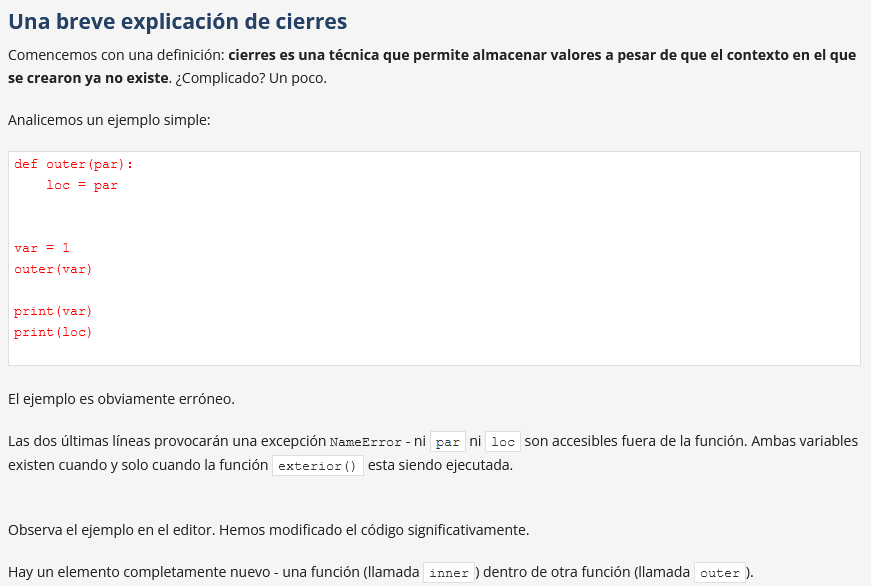 Una breve explicación de cierres
Comencemos con una definición: cierres es una técnica que permite almacenar valores a pesar de que el contexto en el que
se crearon ya no existe. ¿Complicado? Un poco.
Analicemos un ejemplo simple:
def outer(par):
    loc = par
var = 1
outer(var)
print(var)
print(loc)
El ejemplo es obviamente erróneo.
Las dos últimas líneas provocarán una excepción NameError - ni par ni loc son accesibles fuera de la función. Ambas variables
existen cuando y solo cuando la función exterior() esta siendo ejecutada.
Observa el ejemplo en el editor. Hemos modificado el código significativamente.
Hay un elemento completamente nuevo - una función (llamada inner) dentro de otra función (llamada outer).